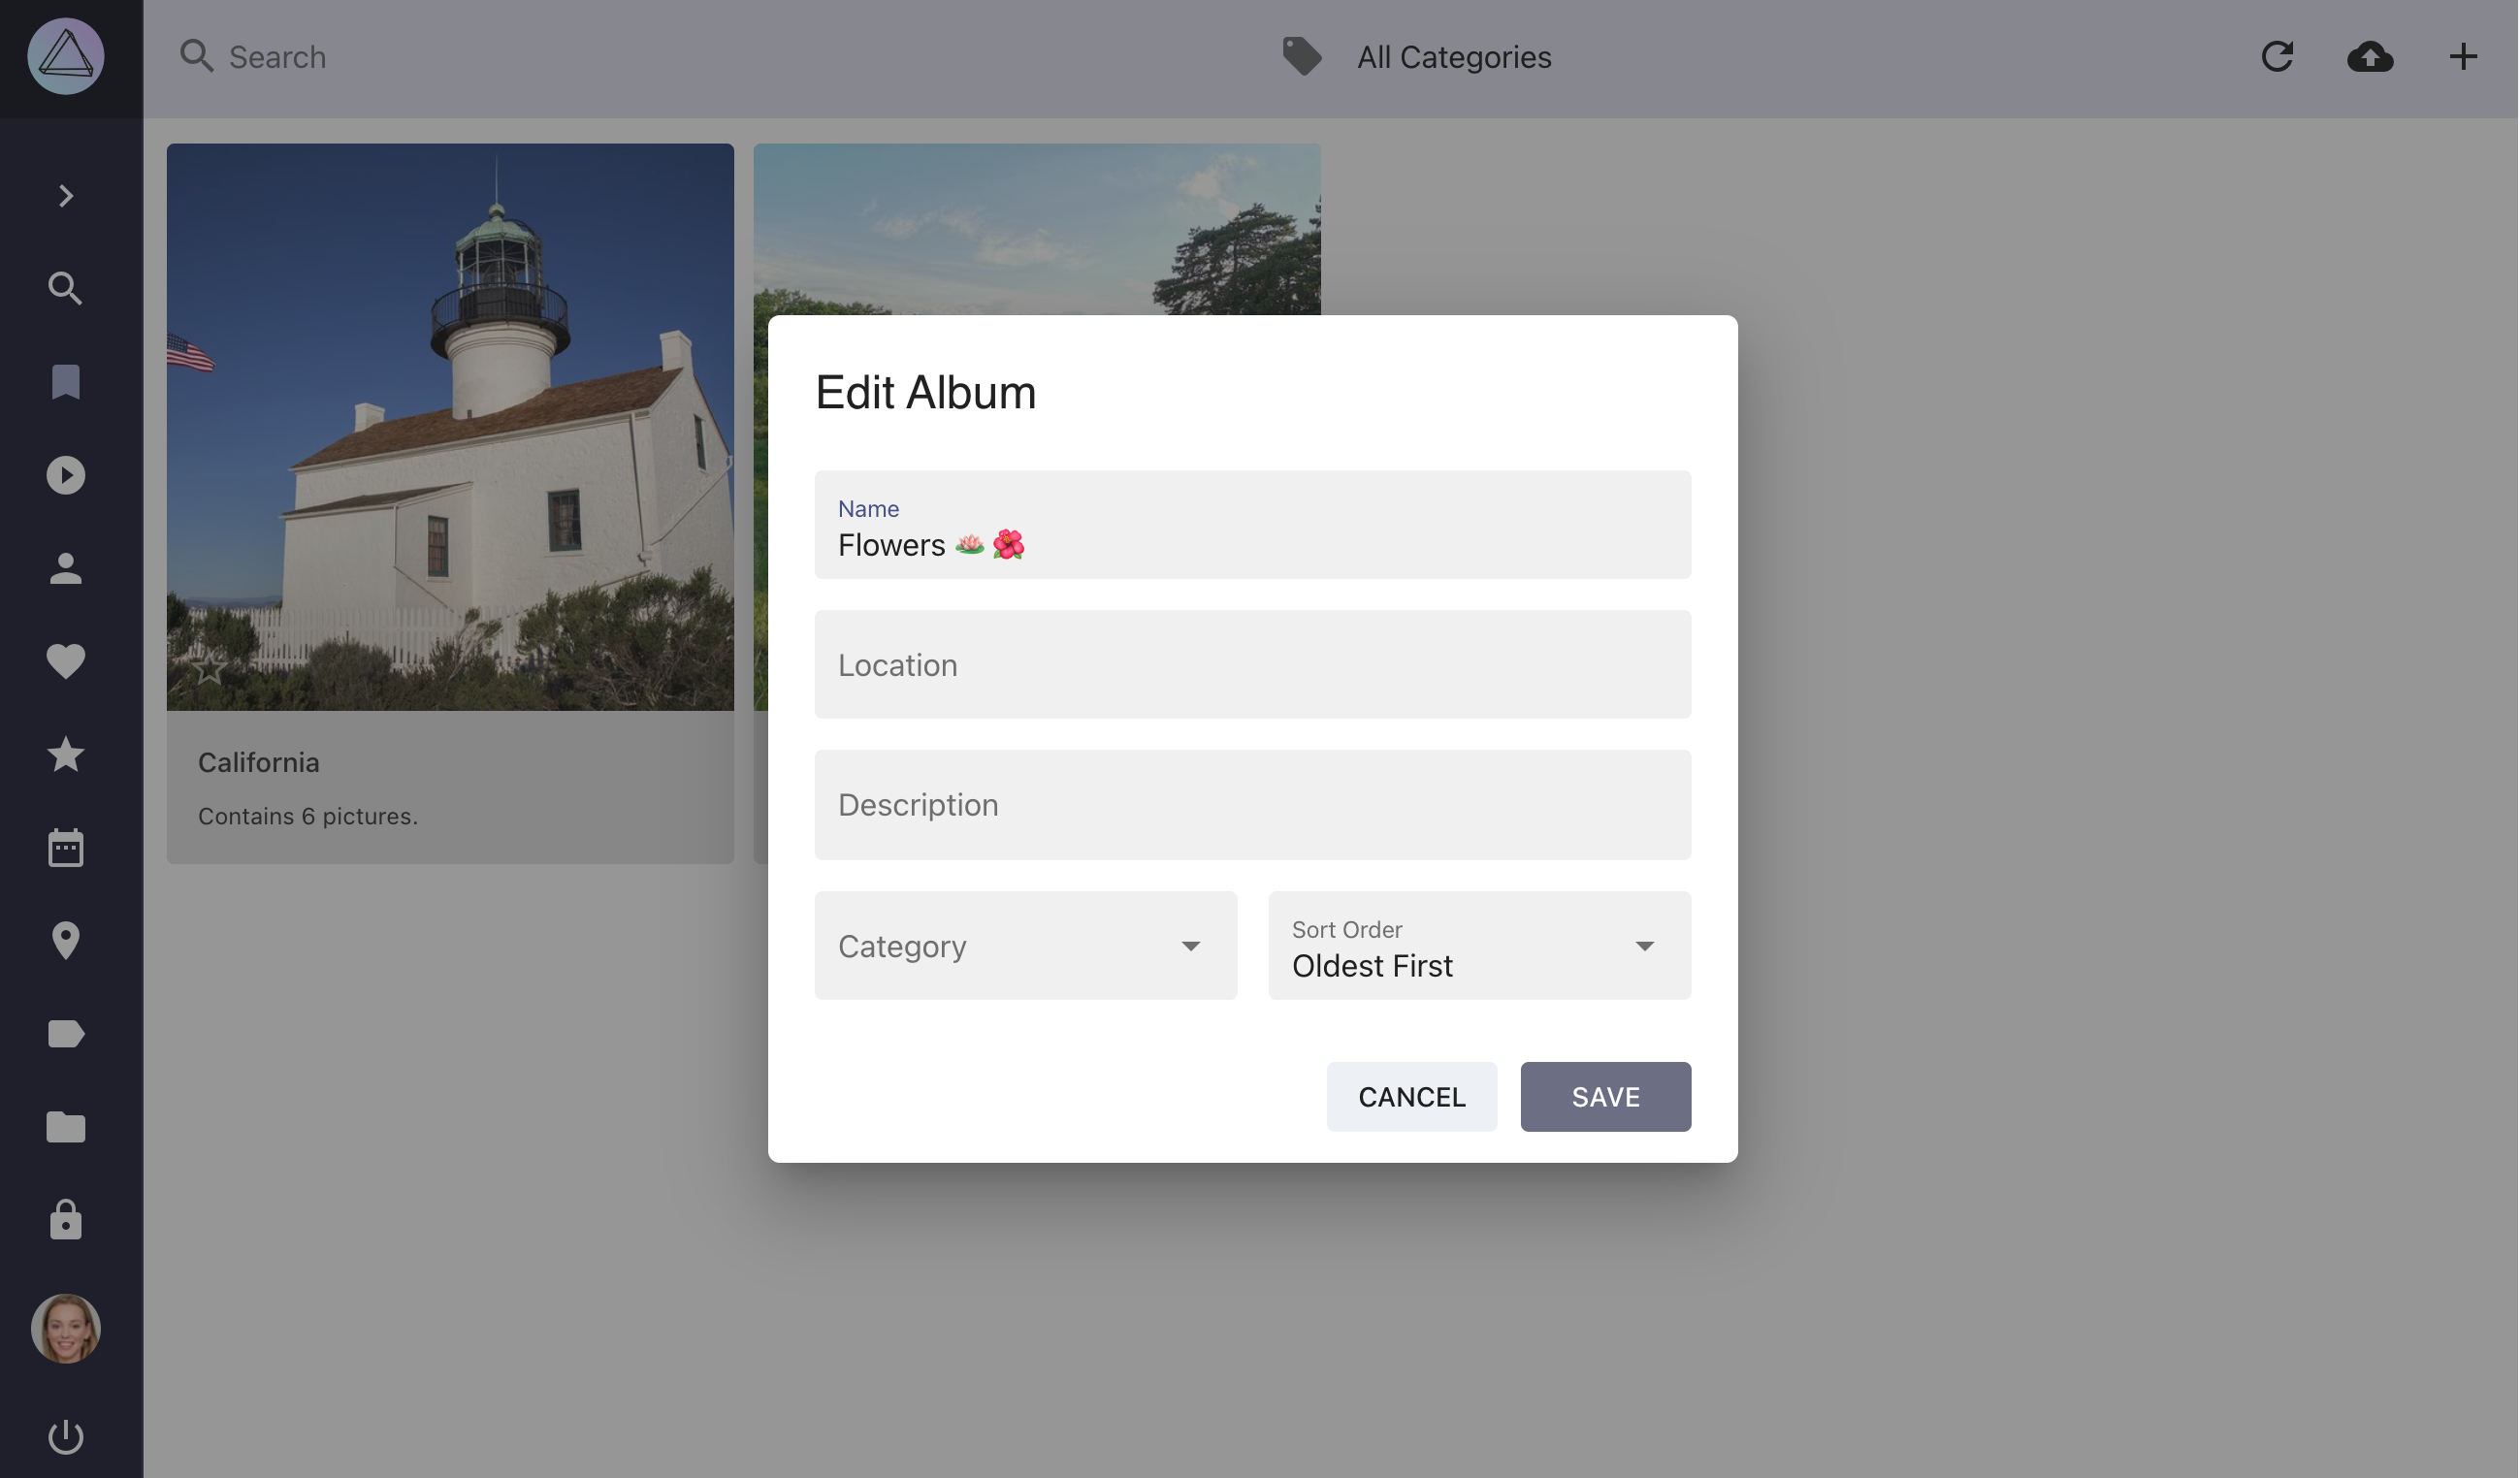 Search
All Categories
Edit Album
Name
Flowers 🪷🌺
Location
Description
Category
Sort Order
Oldest First
CANCEL
SAVE
California
Contains 6 pictures.